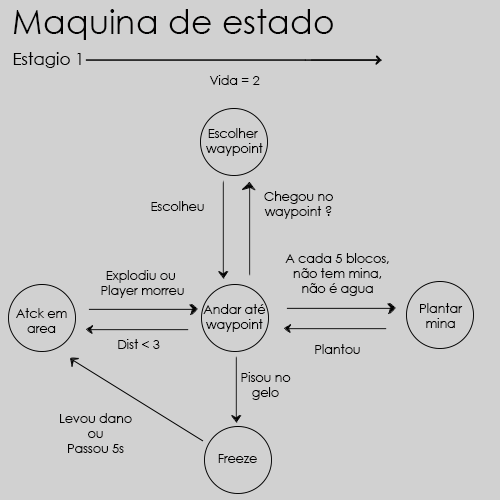 Maquina de estado
Estagio 1
Vida = 2
Escolher
waypoint
Escolheu
Chegou no
waypoint ?
A cada 5 blocos,
não tem mina,
não é agua
Explodiu ou
Player morreu
Atck em
area
Andar até
waypoint
Plantar
mina
Dist < 3
Plantou
Pisou no
gelo
Levou dano
ou
Passou 5s
Freeze